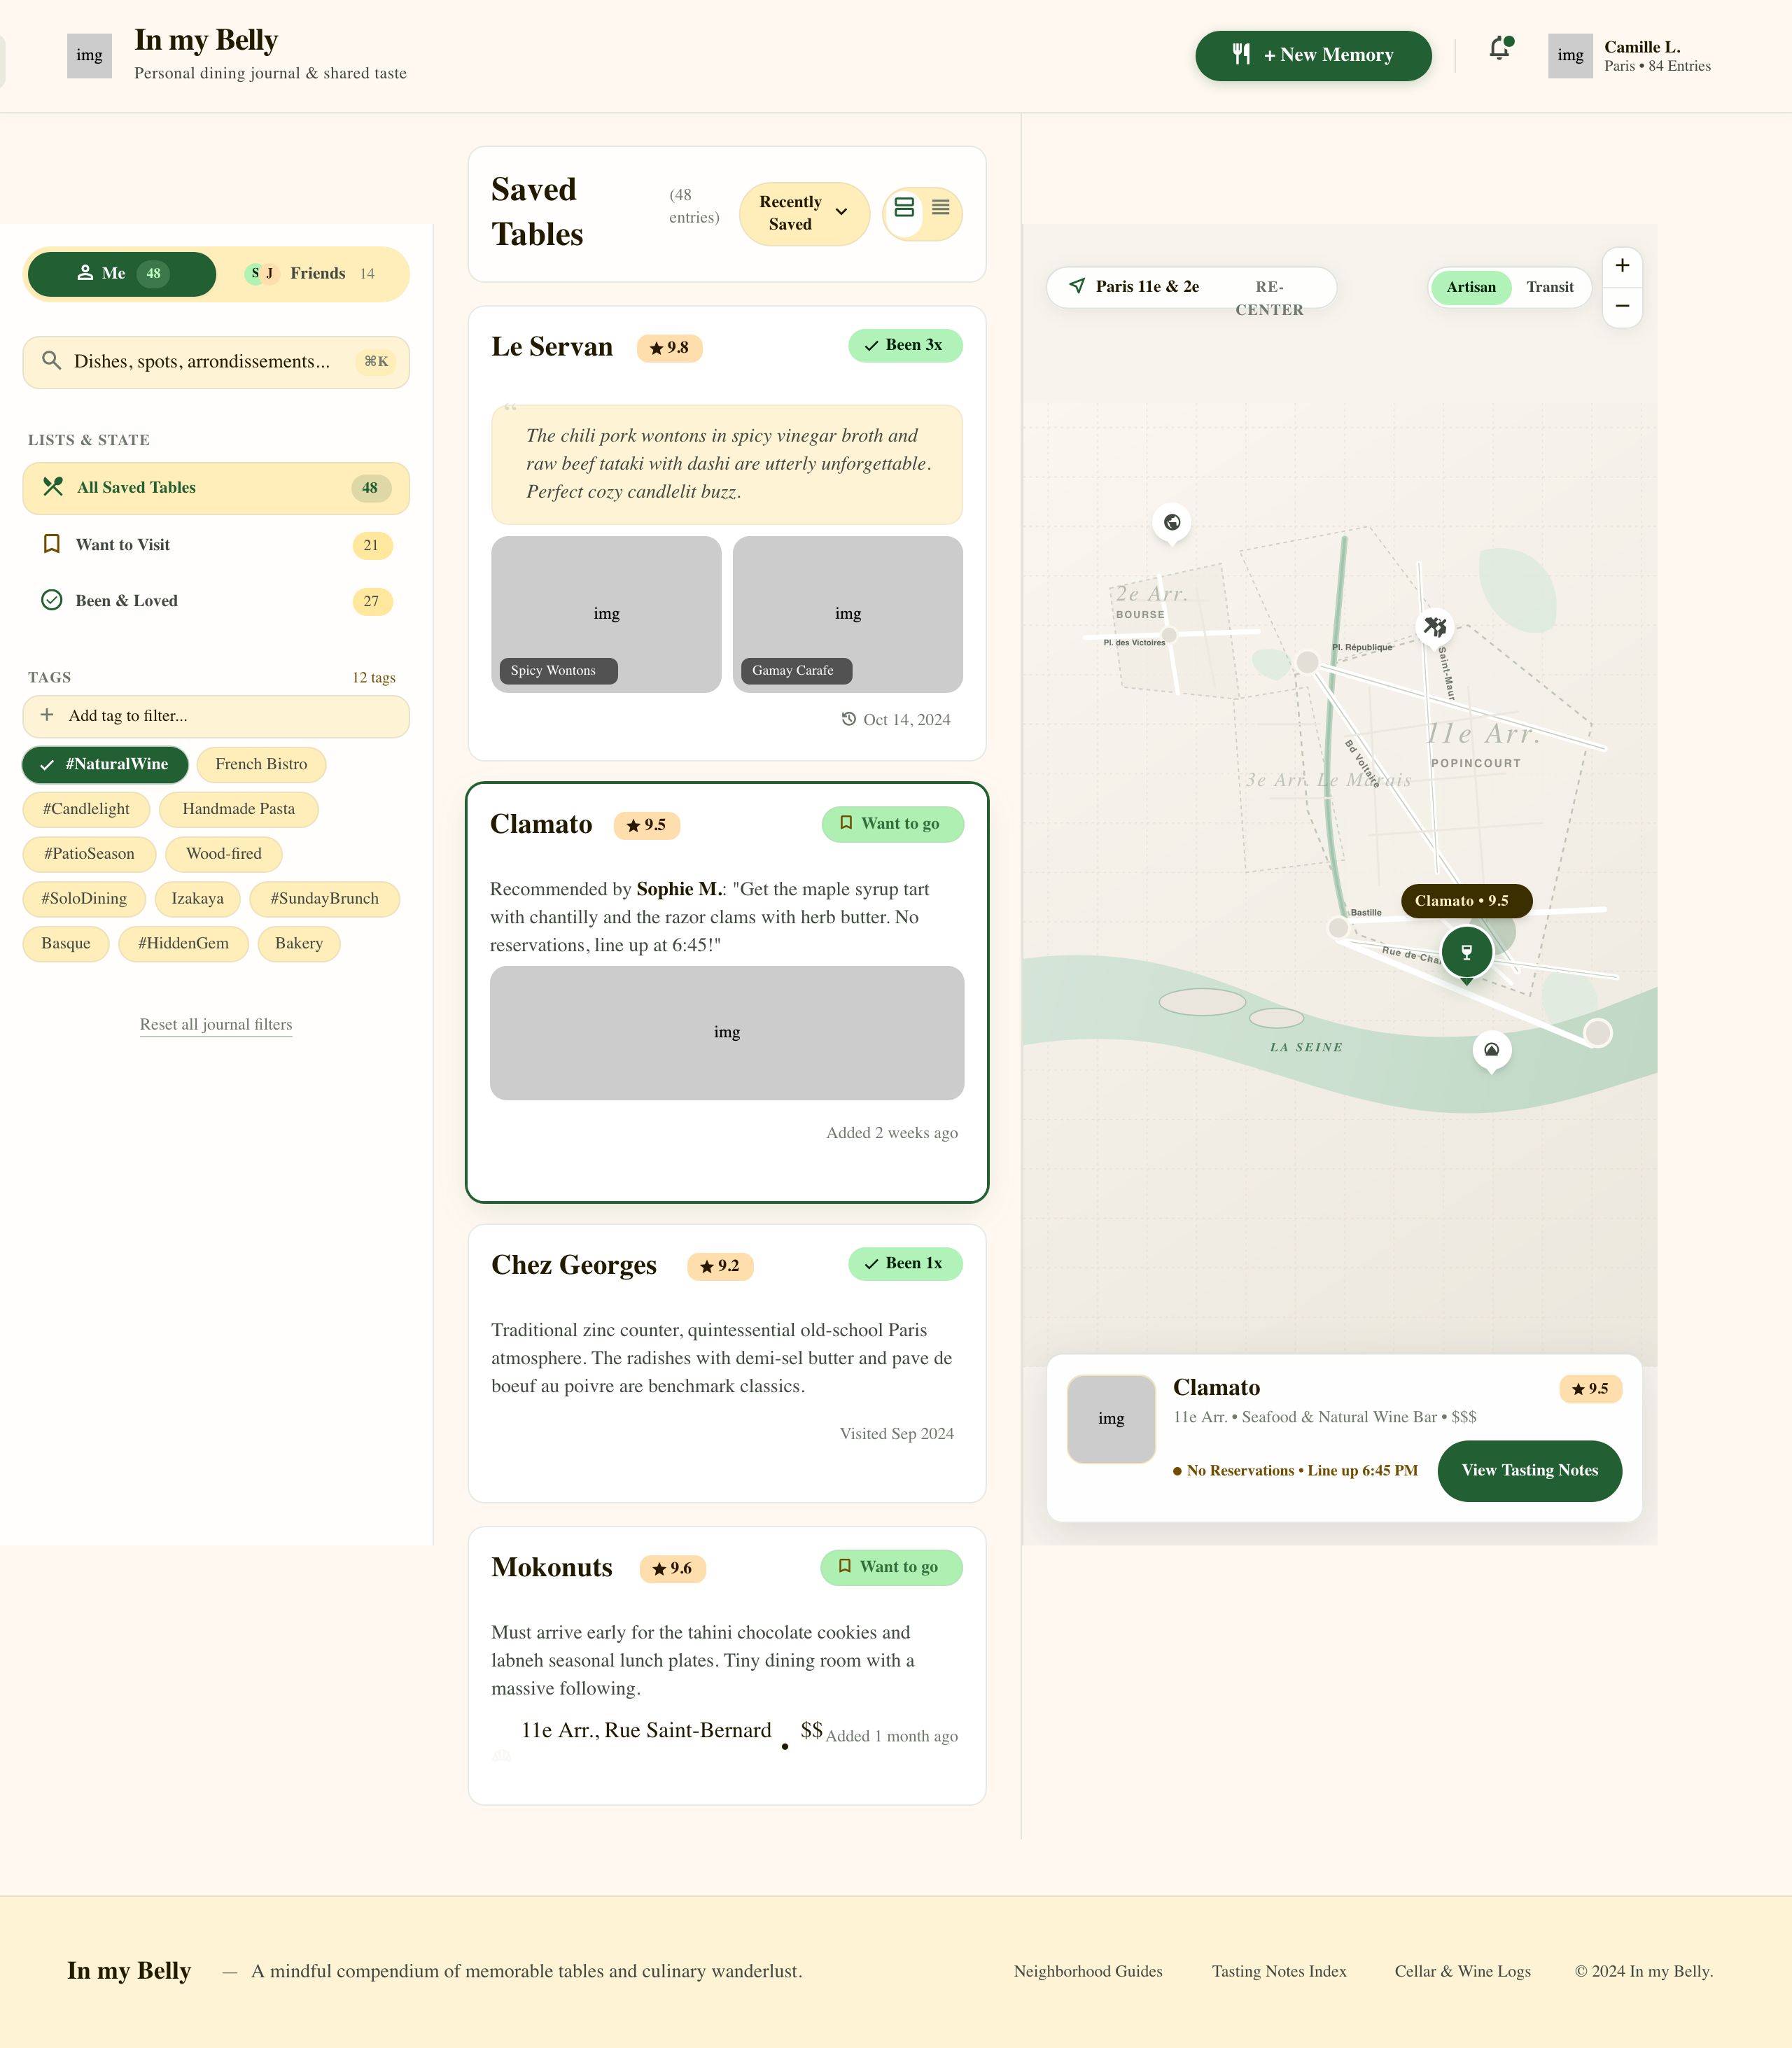 img
In my Belly
Personal dining journal & shared taste
+ New Memory
img
Camille L.
Paris • 84 Entries
Me 48
S J Friends 14
Dishes, spots, arrondissements... ⌘K
LISTS & STATE
All Saved Tables 48
Want to Visit 21
Been & Loved 27
TAGS 12 tags
+ Add tag to filter...
#NaturalWine French Bistro
#Candlelight Handmade Pasta
#PatioSeason Wood-fired
#SoloDining Izakaya #SundayBrunch
Basque #HiddenGem Bakery
Reset all journal filters
Saved
Tables
(48
entries)
Recently
Saved
Le Servan ★ 9.8 Been 3x
“
The chili pork wontons in spicy vinegar broth and
raw beef tataki with dashi are utterly unforgettable.
Perfect cozy candlelit buzz.
img
Spicy Wontons
img
Gamay Carafe
Oct 14, 2024
Clamato ★ 9.5 Want to go
Recommended by Sophie M.: "Get the maple syrup tart
with chantilly and the razor clams with herb butter. No
reservations, line up at 6:45!"
img
Added 2 weeks ago
Chez Georges ★ 9.2 Been 1x
Traditional zinc counter, quintessential old-school Paris
atmosphere. The radishes with demi-sel butter and pave de
boeuf au poivre are benchmark classics.
Visited Sep 2024
Mokonuts ★ 9.6 Want to go
Must arrive early for the tahini chocolate cookies and
labneh seasonal lunch plates. Tiny dining room with a
massive following.
11e Arr., Rue Saint-Bernard • $$ Added 1 month ago
Paris 11e & 2e
RE-
CENTER
Artisan Transit
+
−
2e Arr.
BOURSE
Pl. des Victoires
Pl. République
Saint-Maur
11e Arr.
POPINCOURT
Bd Voltaire
3e Arr. Le Marais
Clamato • 9.5
Bastille
Rue de
LA SEINE
img
Clamato ★ 9.5
11e Arr. • Seafood & Natural Wine Bar • $$$
No Reservations • Line up 6:45 PM
View Tasting Notes
In my Belly — A mindful compendium of memorable tables and culinary wanderlust.
Neighborhood Guides Tasting Notes Index Cellar & Wine Logs © 2024 In my Belly.